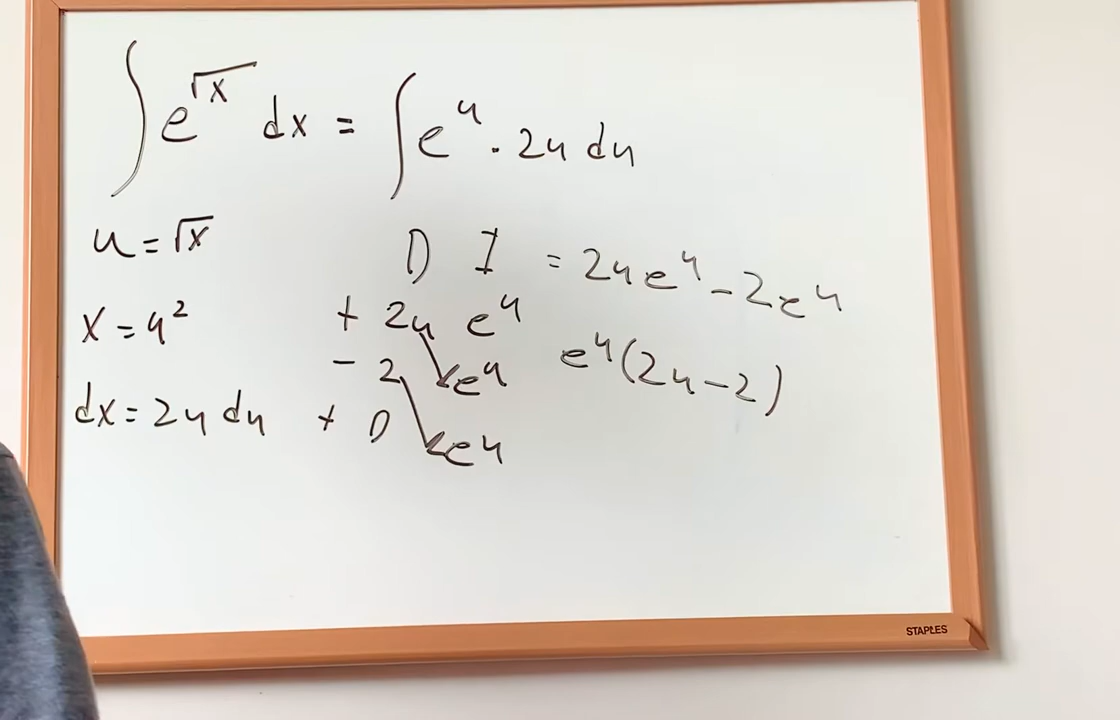 ∫ e^√x dx = ∫ e^u · 2u du
u = √x
x = u²
dx = 2u du
D I
+ 2u e^u
− 2 e^u
+ 0 e^u
= 2ue^u − 2e^u
e^u(2u − 2)
STAPLES